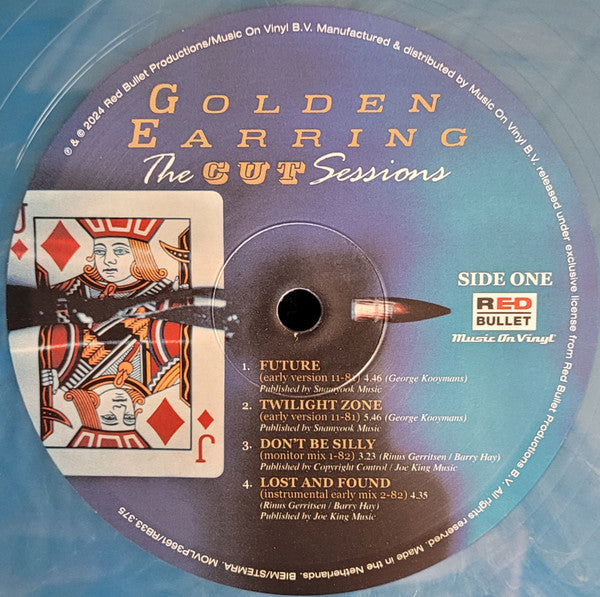 ℗ & © 2024 Red Bullet Productions/Music On Vinyl B.V. Manufactured & distributed by Music On Vinyl B.V. released under exclusive license from Red Bullet Productions B.V. All rights reserved. Made in the Netherlands. BIEM/STEMRA. MOVLP3661/RB33.375
GOLDEN
EARRING
The CUT Sessions
J
SIDE ONE
RED
BULLET
Music On Vinyl
1. FUTURE
(early version 11-81) 4.46 (George Kooymans)
Published by Snamyook Music
2. TWILIGHT ZONE
(early version 11-81) 5.46 (George Kooymans)
Published by Snamyook Music
3. DON'T BE SILLY
(monitor mix 1-82) 3.23 (Rinus Gerritsen / Barry Hay)
Published by Copyright Control / Joe King Music
4. LOST AND FOUND
(instrumental early mix 2-82) 4.35
(Rinus Gerritsen / Barry Hay)
Published by Joe King Music
J